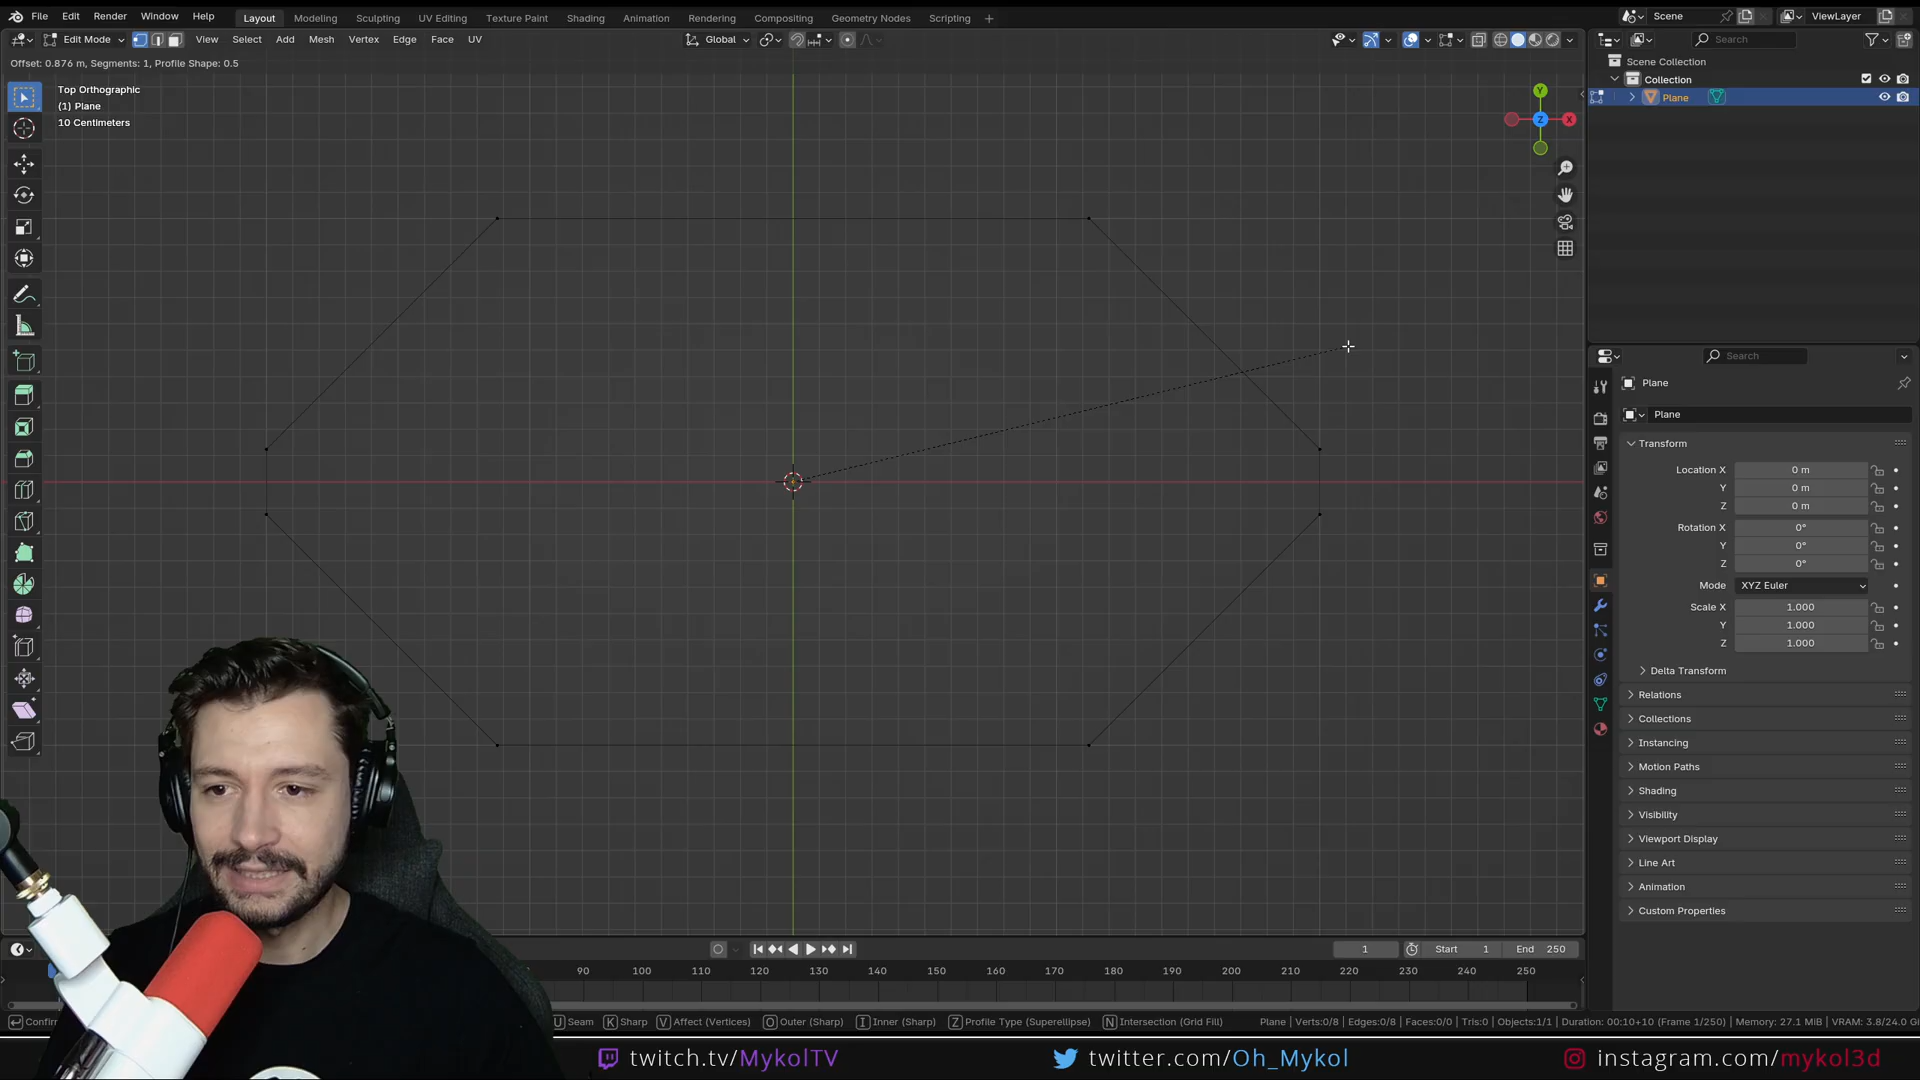 File Edit Render Window Help Layout Modeling Sculpting UV Editing Texture Paint Shading Animation Rendering Compositing Geometry Nodes Scripting + Scene ViewLayer
Edit Mode View Select Add Mesh Vertex Edge Face UV Global Search
Offset: 0.876 m, Segments: 1, Profile Shape: 0.5
Scene Collection
Collection
Plane
Top Orthographic
(1) Plane
10 Centimeters
Y
Z X
Search
Plane
Plane
Transform
Location X 0 m
Y 0 m
Z 0 m
Rotation X 0°
Y 0°
Z 0°
Mode XYZ Euler
Scale X 1.000
Y 1.000
Z 1.000
Delta Transform
Relations
Collections
Instancing
Motion Paths
Shading
Visibility
Viewport Display
Line Art
Animation
Custom Properties
1 Start 1 End 250
90 100 110 120 130 140 150 160 170 180 190 200 210 220 230 240 250
U Seam K Sharp V Affect (Vertices) O Outer (Sharp) I Inner (Sharp) Z Profile Type (Superellipse) N Intersection (Grid Fill) Plane | Verts:0/8 | Edges:0/8 | Faces:0/0 | Tris:0 | Objects:1/1 | Duration: 00:10+10 (Frame 1/250) | Memory: 27.1 MiB | VRAM: 3.8/24.0 G
twitch.tv/MykolTV twitter.com/Oh_Mykol instagram.com/mykol3d